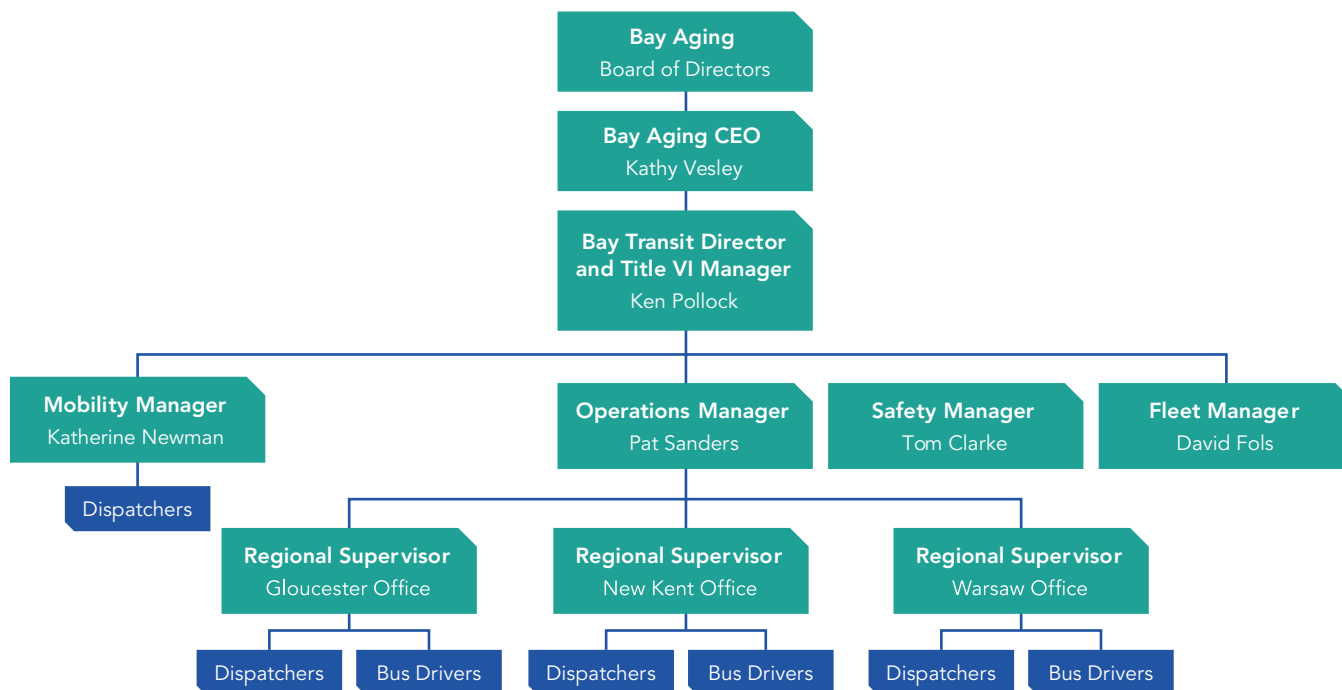 Bay Aging
Board of Directors
Bay Aging CEO
Kathy Vesley
Bay Transit Director
and Title VI Manager
Ken Pollock
Mobility Manager
Katherine Newman
Operations Manager
Pat Sanders
Safety Manager
Tom Clarke
Fleet Manager
David Fols
Dispatchers
Regional Supervisor
Gloucester Office
Regional Supervisor
New Kent Office
Regional Supervisor
Warsaw Office
Dispatchers
Bus Drivers
Dispatchers
Bus Drivers
Dispatchers
Bus Drivers